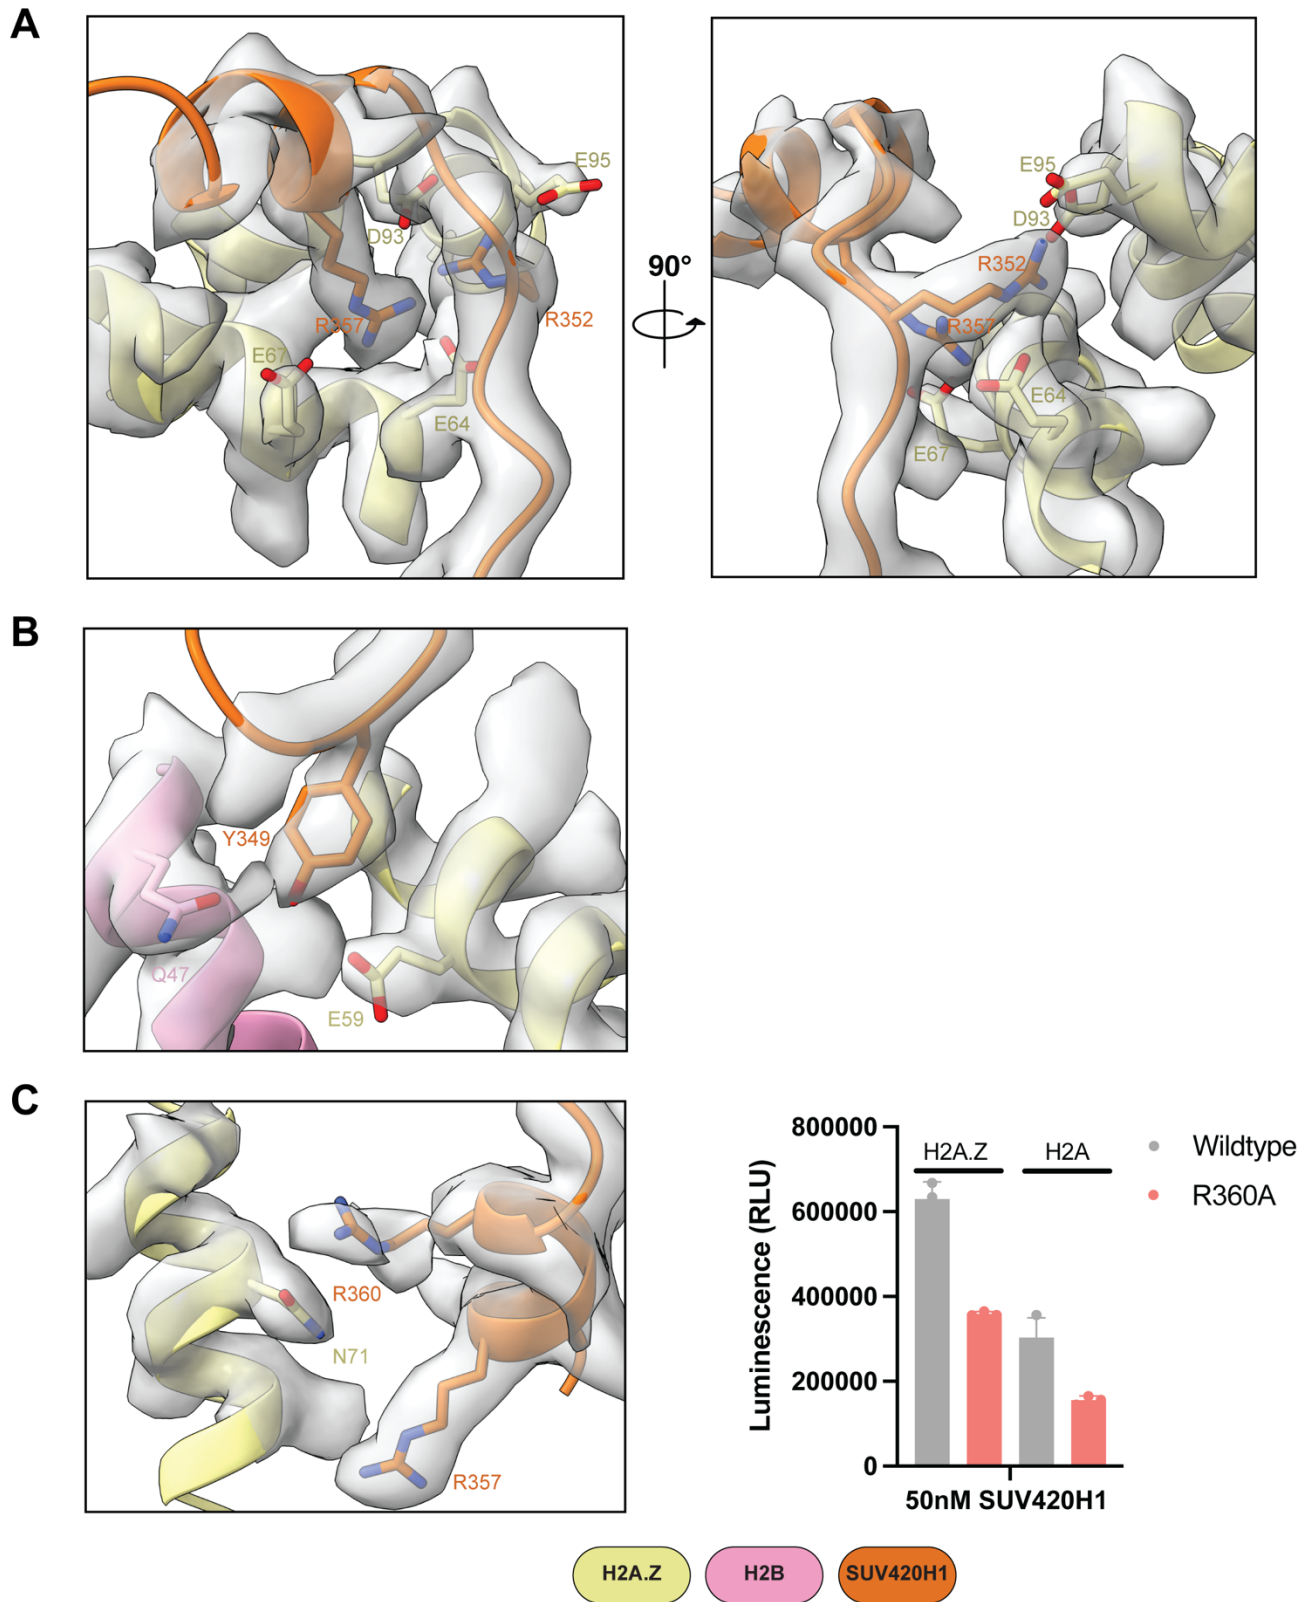 A
E95
D93
R357
R352
E67
E64
90°
E95
D93
R352
R357
E64
E67
B
Y349
Q47
E59
C
R360
N71
R357
800000
600000
400000
200000
0
Luminescence (RLU)
H2A.Z
H2A
50nM SUV420H1
Wildtype
R360A
H2A.Z
H2B
SUV420H1